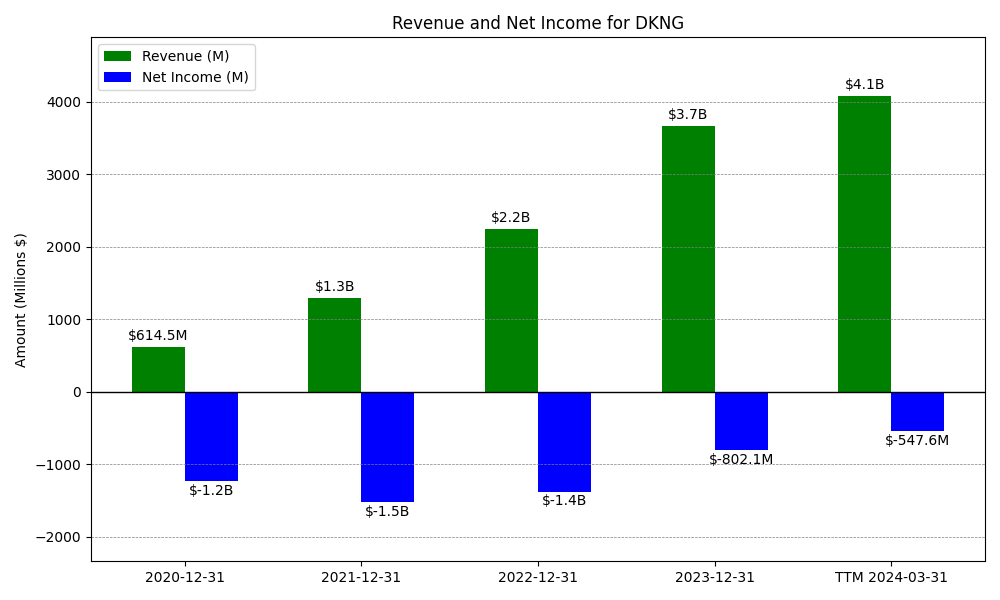 Revenue and Net Income for DKNG
Revenue (M)
Net Income (M)
Amount (Millions $)
4000
3000
2000
1000
0
−1000
−2000
$614.5M
$1.3B
$2.2B
$3.7B
$4.1B
$-1.2B
$-1.5B
$-1.4B
$-802.1M
$-547.6M
2020-12-31
2021-12-31
2022-12-31
2023-12-31
TTM 2024-03-31